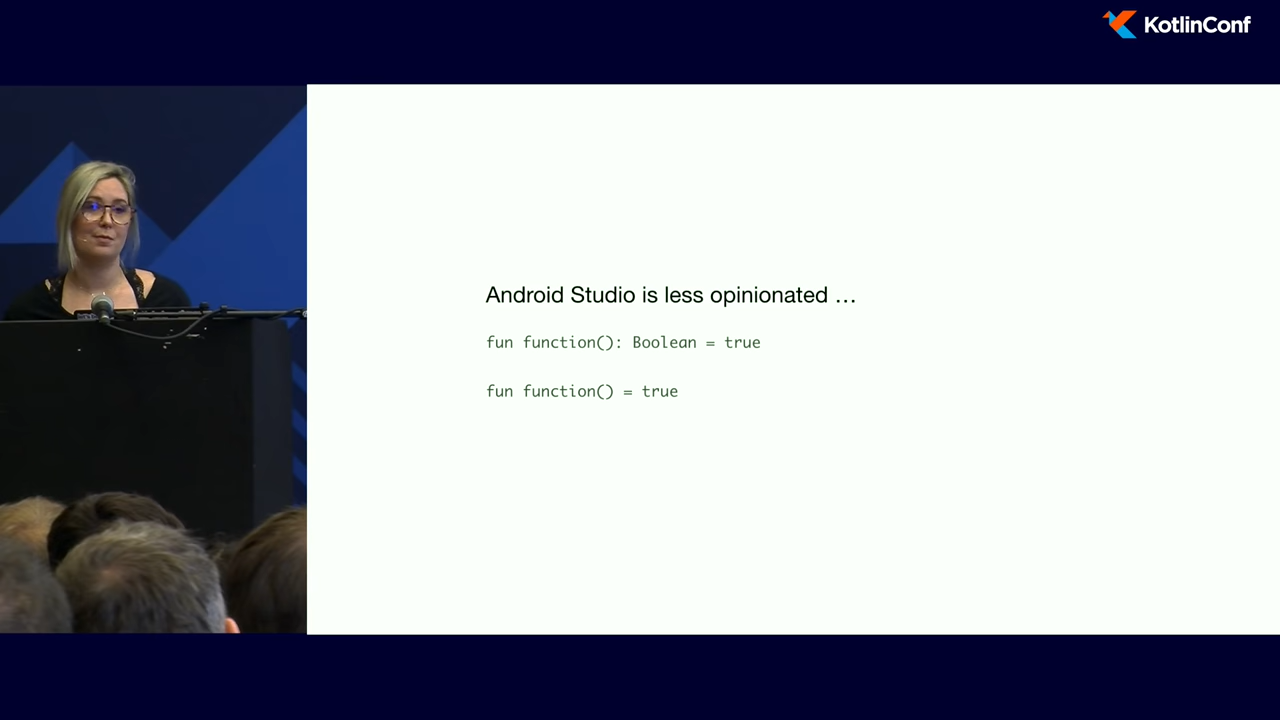 KotlinConf
Android Studio is less opinionated …
fun function(): Boolean = true
fun function() = true